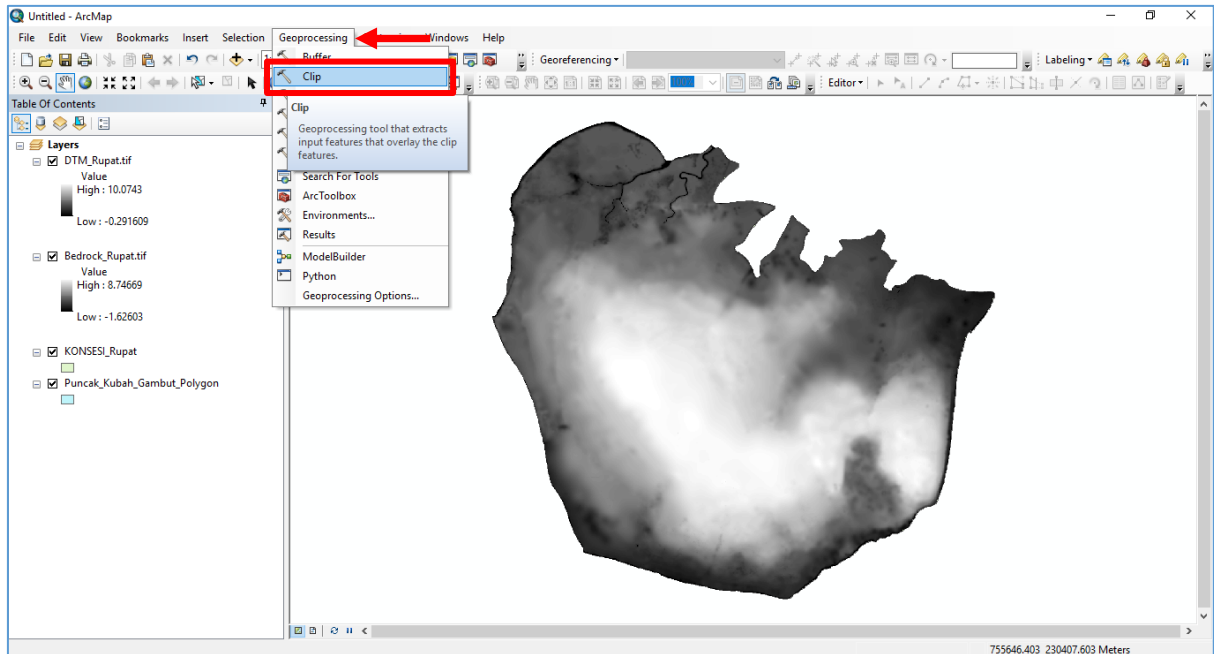 Untitled - ArcMap
File Edit View Bookmarks Insert Selection Geoprocessing Windows Help
Buffer
Georeferencing
Labeling
Clip
Editor
Table Of Contents
Clip
Geoprocessing tool that extracts
input features that overlay the clip
features.
Search For Tools
ArcToolbox
Environments...
Results
ModelBuilder
Python
Geoprocessing Options...
Layers
DTM_Rupat.tif
Value
High : 10.0743
Low : -0.291609
Bedrock_Rupat.tif
Value
High : 8.74669
Low : -1.62603
KONSESI_Rupat
Puncak_Kubah_Gambut_Polygon
755646.403 230407.603 Meters